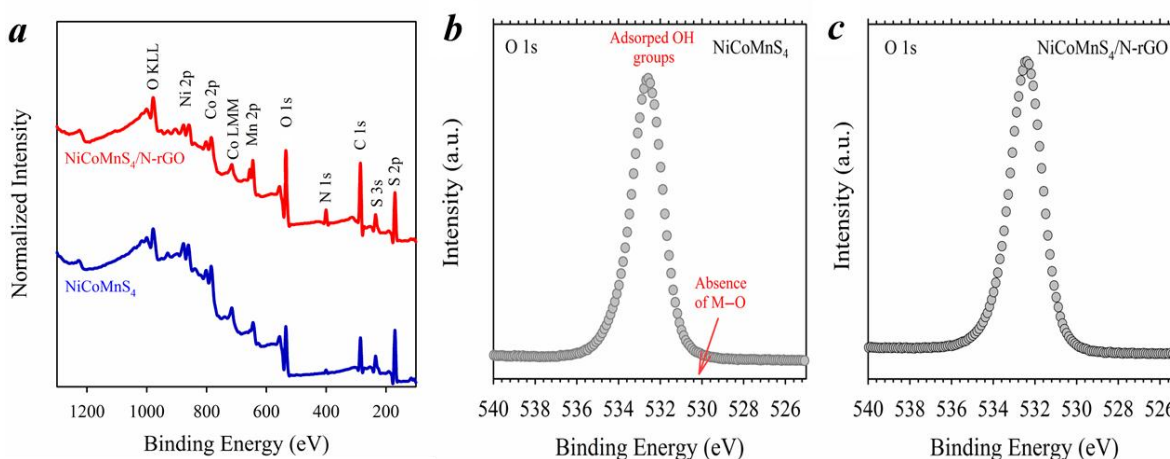 a
Normalized Intensity
O KLL
Ni 2p
Co 2p
Co LMM
Mn 2p
O 1s
N 1s
C 1s
S 3s
S 2p
NiCoMnS₄/N-rGO
NiCoMnS₄
1200 1000 800 600 400 200
Binding Energy (eV)
b
Intensity (a.u.)
O 1s
Adsorped OH
groups
NiCoMnS₄
Absence
of M–O
540 538 536 534 532 530 528 526
Binding Energy (eV)
c
Intensity (a.u.)
O 1s
NiCoMnS₄/N-rGO
540 538 536 534 532 530 528 526
Binding Energy (eV)